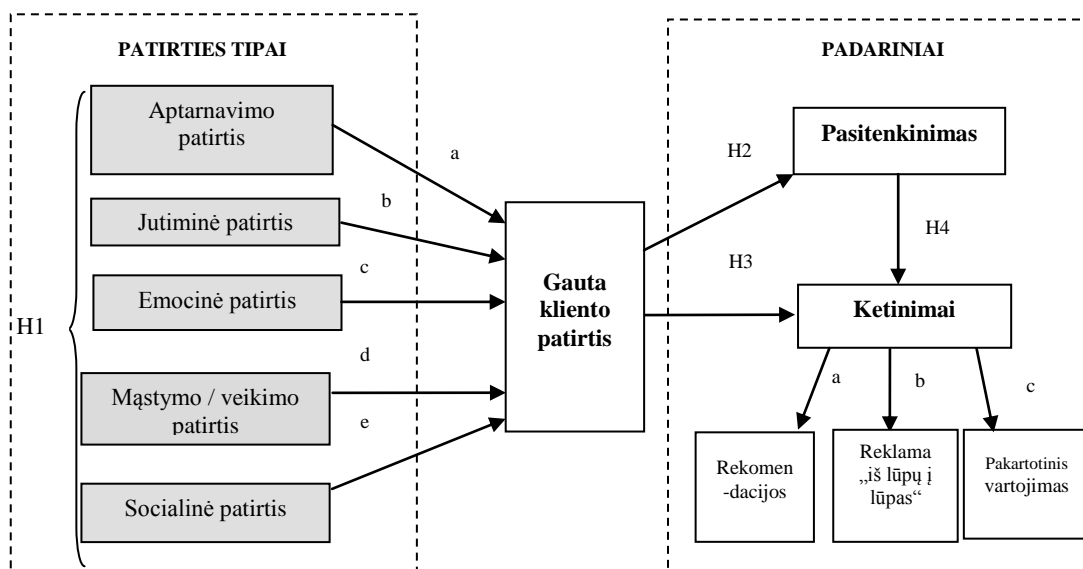 PATIRTIES TIPAI
H1
Aptarnavimo
patirtis
Jutiminė patirtis
Emocinė patirtis
Mąstymo / veikimo
patirtis
Socialinė patirtis
a
b
c
d
e
Gauta
kliento
patirtis
PADARINIAI
H2
H3
Pasitenkinimas
H4
Ketinimai
a
b
c
Rekomen
-dacijos
Reklama
„iš lūpų į
lūpas“
Pakartotinis
vartojimas